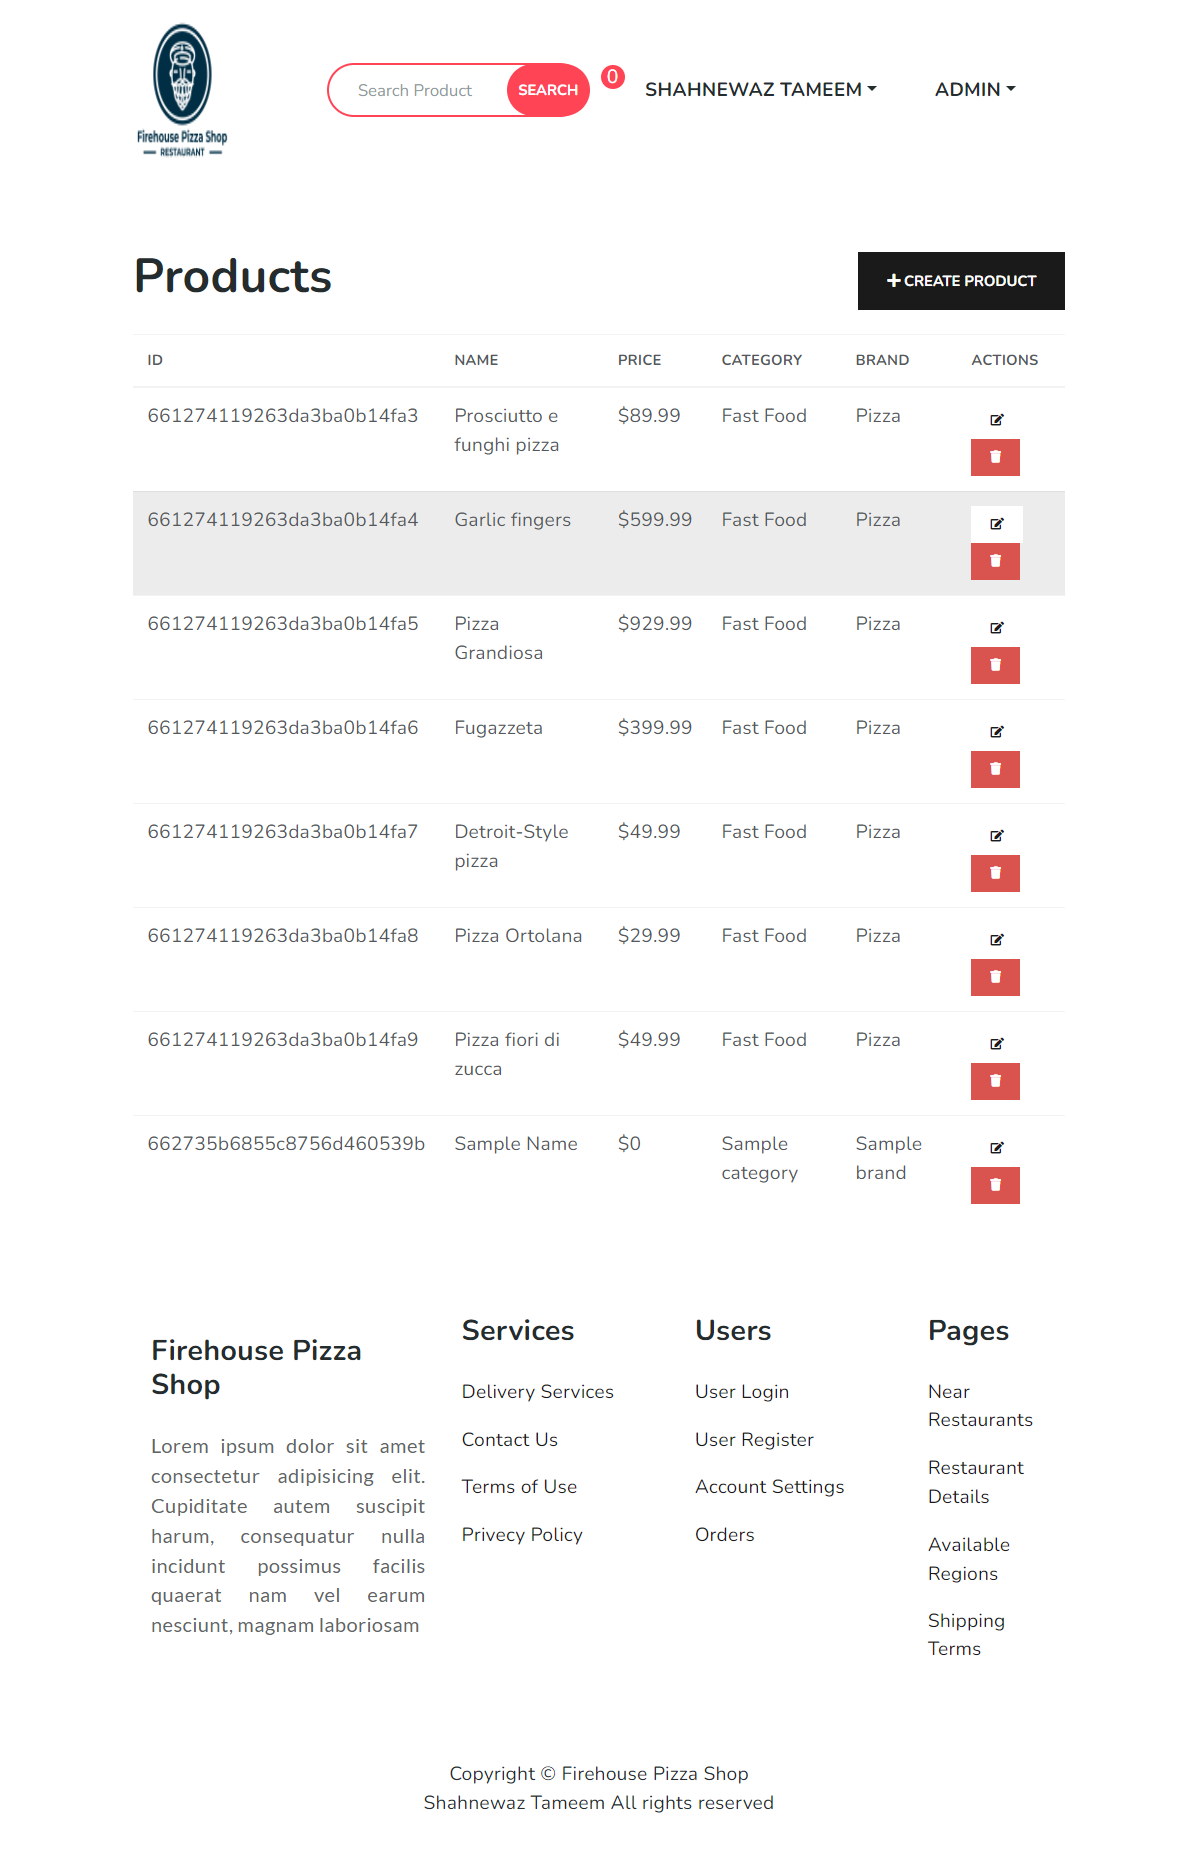 Firehouse Pizza Shop
RESTAURANT
Search Product
SEARCH
0
SHAHNEWAZ TAMEEM
ADMIN
Products
CREATE PRODUCT
ID NAME PRICE CATEGORY BRAND ACTIONS
661274119263da3ba0b14fa3 Prosciutto e $89.99 Fast Food Pizza
funghi pizza
661274119263da3ba0b14fa4 Garlic fingers $599.99 Fast Food Pizza
661274119263da3ba0b14fa5 Pizza $929.99 Fast Food Pizza
Grandiosa
661274119263da3ba0b14fa6 Fugazzeta $399.99 Fast Food Pizza
661274119263da3ba0b14fa7 Detroit-Style $49.99 Fast Food Pizza
pizza
661274119263da3ba0b14fa8 Pizza Ortolana $29.99 Fast Food Pizza
661274119263da3ba0b14fa9 Pizza fiori di $49.99 Fast Food Pizza
zucca
662735b6855c8756d460539b Sample Name $0 Sample Sample
category brand
Firehouse Pizza
Shop
Lorem ipsum dolor sit amet
consectetur adipisicing elit.
Cupiditate autem suscipit
harum, consequatur nulla
incidunt possimus facilis
quaerat nam vel earum
nesciunt, magnam laboriosam
Services
Delivery Services
Contact Us
Terms of Use
Privecy Policy
Users
User Login
User Register
Account Settings
Orders
Pages
Near
Restaurants
Restaurant
Details
Available
Regions
Shipping
Terms
Copyright © Firehouse Pizza Shop
Shahnewaz Tameem All rights reserved